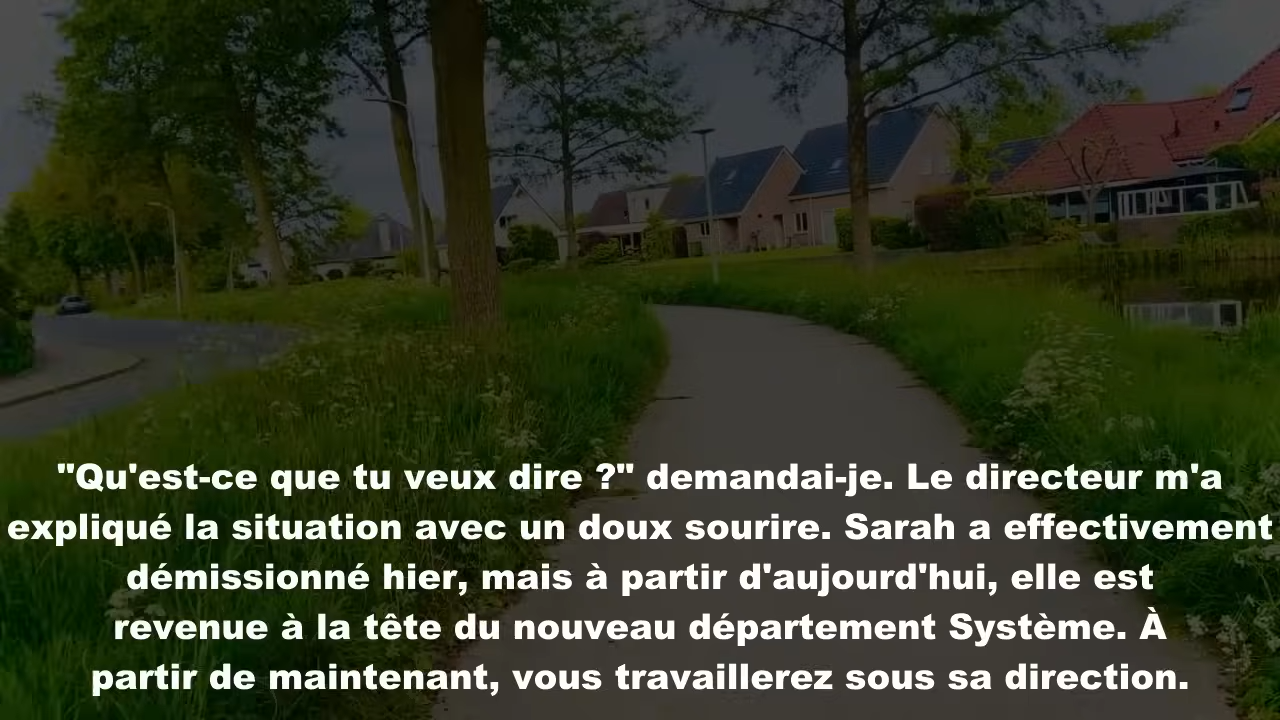 "Qu'est-ce que tu veux dire ?" demandai-je. Le directeur m'a
expliqué la situation avec un doux sourire. Sarah a effectivement
démissionné hier, mais à partir d'aujourd'hui, elle est
revenue à la tête du nouveau département Système. À
partir de maintenant, vous travaillerez sous sa direction.